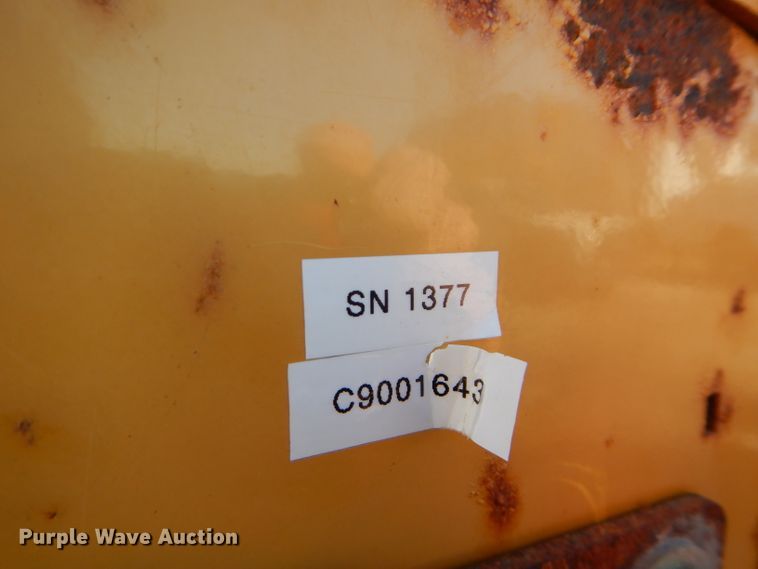 SN 1377
C9001643
Purple Wave Auction